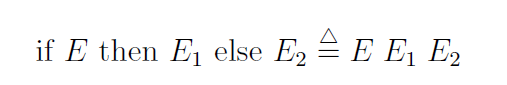 if E then E₁ else E₂ ≜ E E₁ E₂